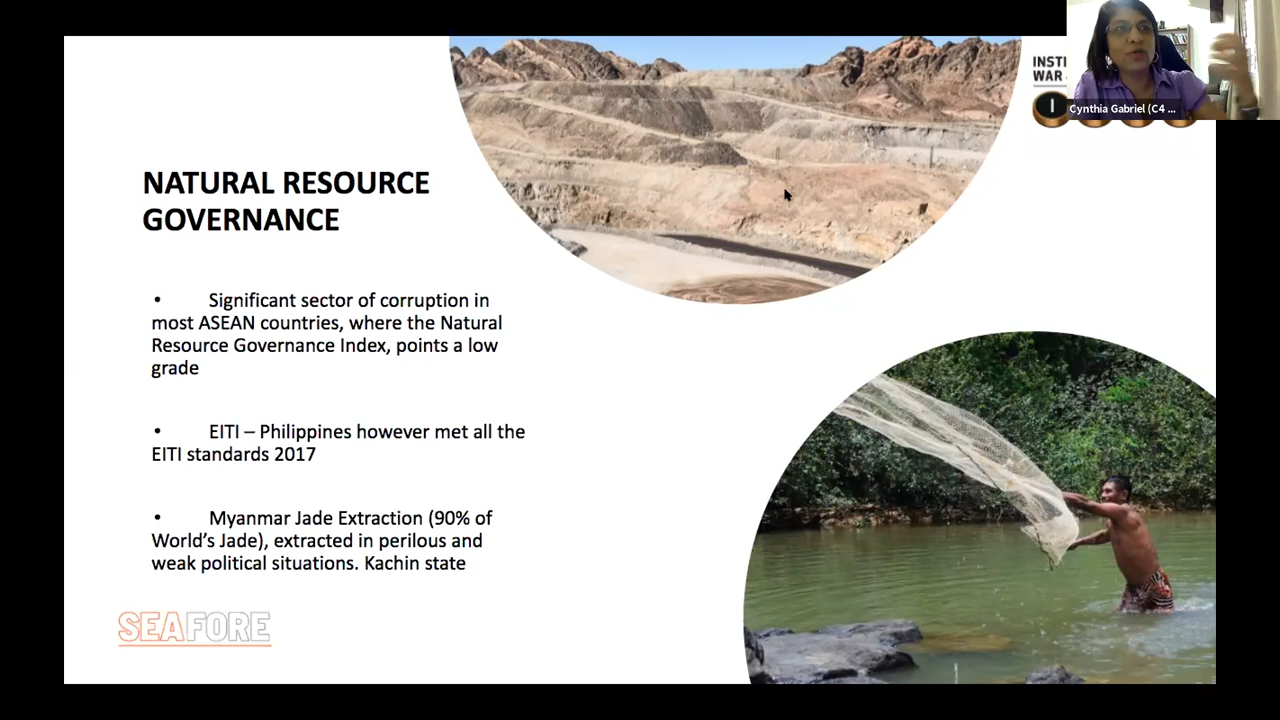 INSTI
WAR
Cynthia Gabriel (C4 ...
NATURAL RESOURCE
GOVERNANCE
• Significant sector of corruption in
most ASEAN countries, where the Natural
Resource Governance Index, points a low
grade
• EITI – Philippines however met all the
EITI standards 2017
• Myanmar Jade Extraction (90% of
World's Jade), extracted in perilous and
weak political situations. Kachin state
SEAFORE